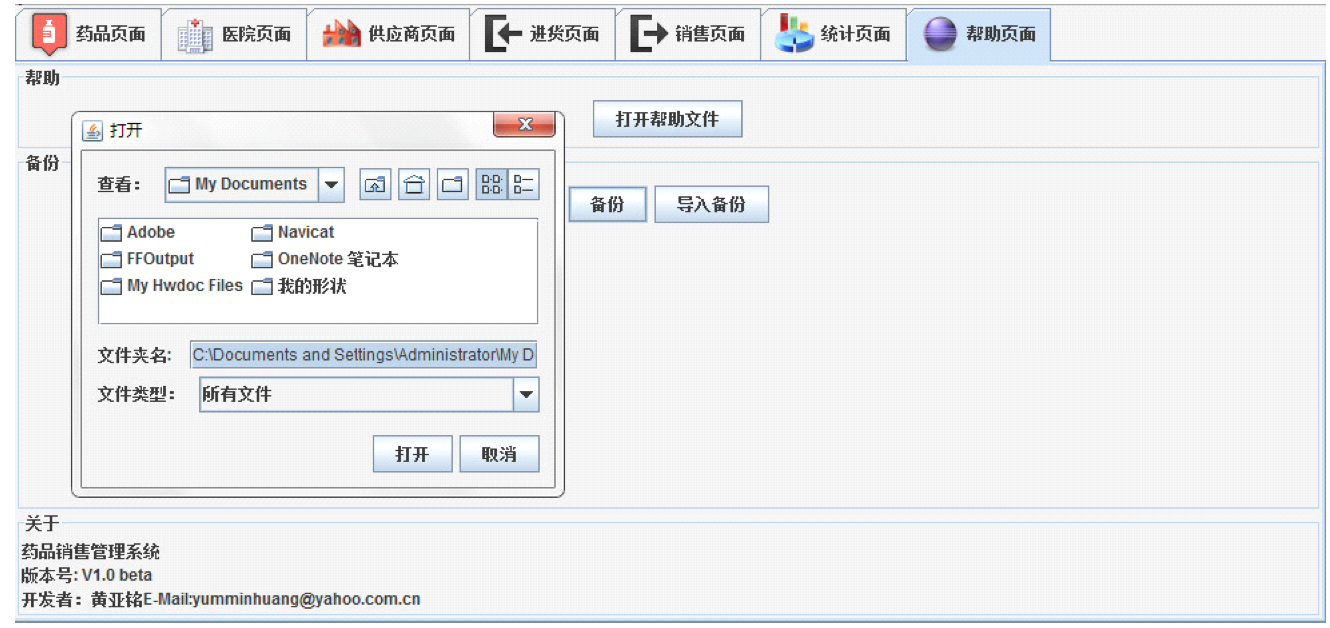 药品页面 医院页面 供应商页面 进货页面 销售页面 统计页面 帮助页面
帮助
打开帮助文件
备份
备份 导入备份
打开
查看： My Documents
Adobe Navicat
FFOutput OneNote 笔记本
My Hwdoc Files 我的形状
文件夹名: C:\Documents and Settings\Administrator\My D
文件类型： 所有文件
打开 取消
关于
药品销售管理系统
版本号: V1.0 beta
开发者：黄亚铭E-Mail:yumminhuang@yahoo.com.cn